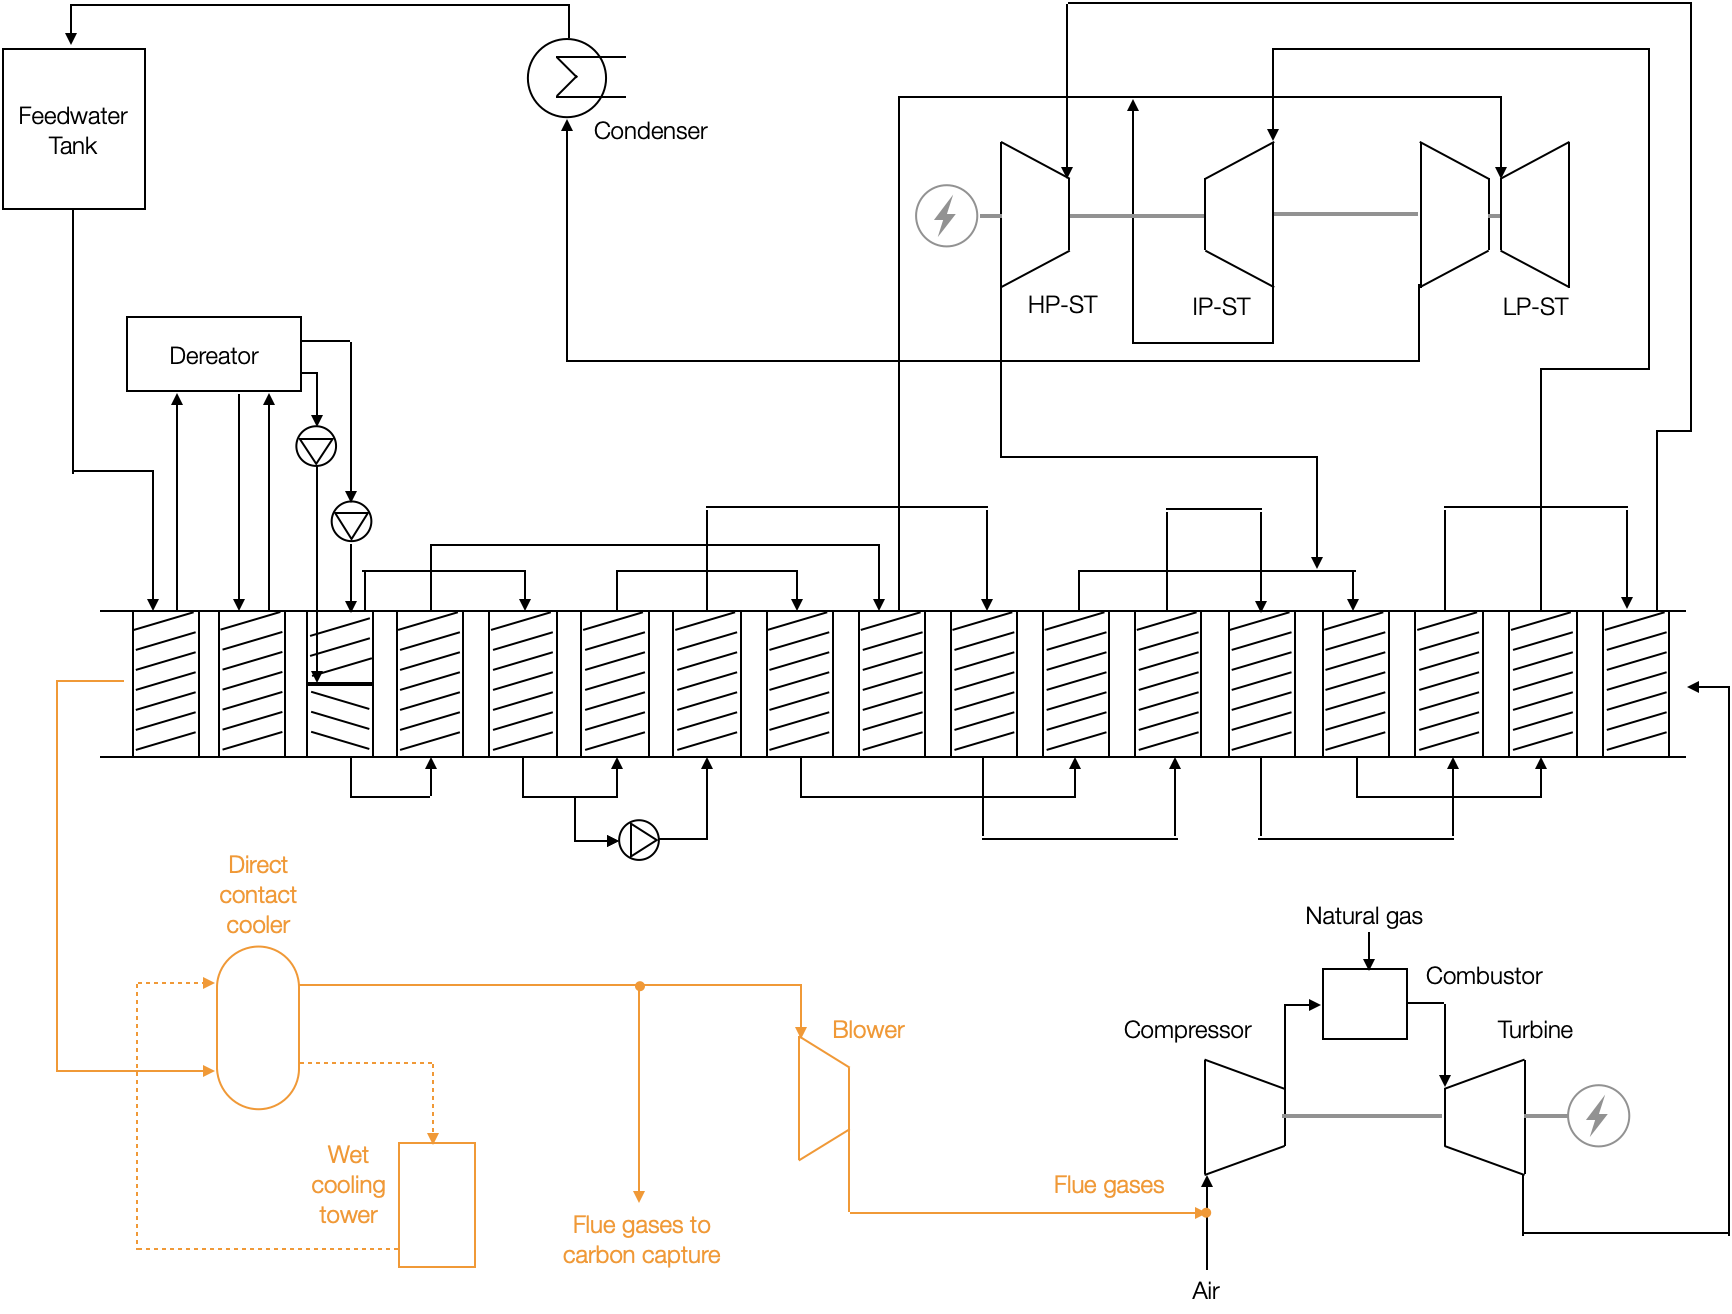 Feedwater
Tank
Condenser
HP-ST
IP-ST
LP-ST
Dereator
Direct
contact
cooler
Natural gas
Combustor
Compressor
Turbine
Blower
Wet
cooling
tower
Flue gases
Flue gases to
carbon capture
Air